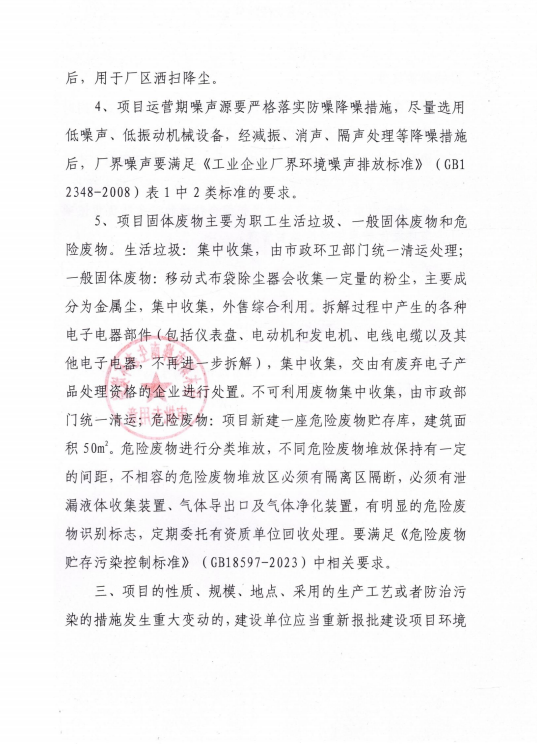 后，用于厂区洒扫降尘。
4、项目运营期噪声源要严格落实防噪降噪措施，尽量选用
低噪声、低振动机械设备，经减振、消声、隔声处理等降噪措施
后，厂界噪声要满足《工业企业厂界环境噪声排放标准》（GB1
2348-2008）表1中2类标准的要求。
5、项目固体废物主要为职工生活垃圾、一般固体废物和危
险废物。生活垃圾：集中收集，由市政环卫部门统一清运处理；
一般固体废物：移动式布袋除尘器会收集一定量的粉尘，主要成
分为金属尘，集中收集，外售综合利用。拆解过程中产生的各种
电子电器部件（包括仪表盘、电动机和发电机、电线电缆以及其
他电子电器，不再进一步拆解），集中收集，交由有废弃电子产
品处理资格的企业进行处置。不可利用废物集中收集，由市政部
门统一清运；危险废物：项目新建一座危险废物贮存库，建筑面
积50m²。危险废物进行分类堆放，不同危险废物堆放保持有一定
的间距，不相容的危险废物堆放区必须有隔离区隔断，必须有泄
漏液体收集装置、气体导出口及气体净化装置，有明显的危险废
物识别标志，定期委托有资质单位回收处理。要满足《危险废物
贮存污染控制标准》（GB18597-2023）中相关要求。
三、项目的性质、规模、地点、采用的生产工艺或者防治污
染的措施发生重大变动的，建设单位应当重新报批建设项目环境